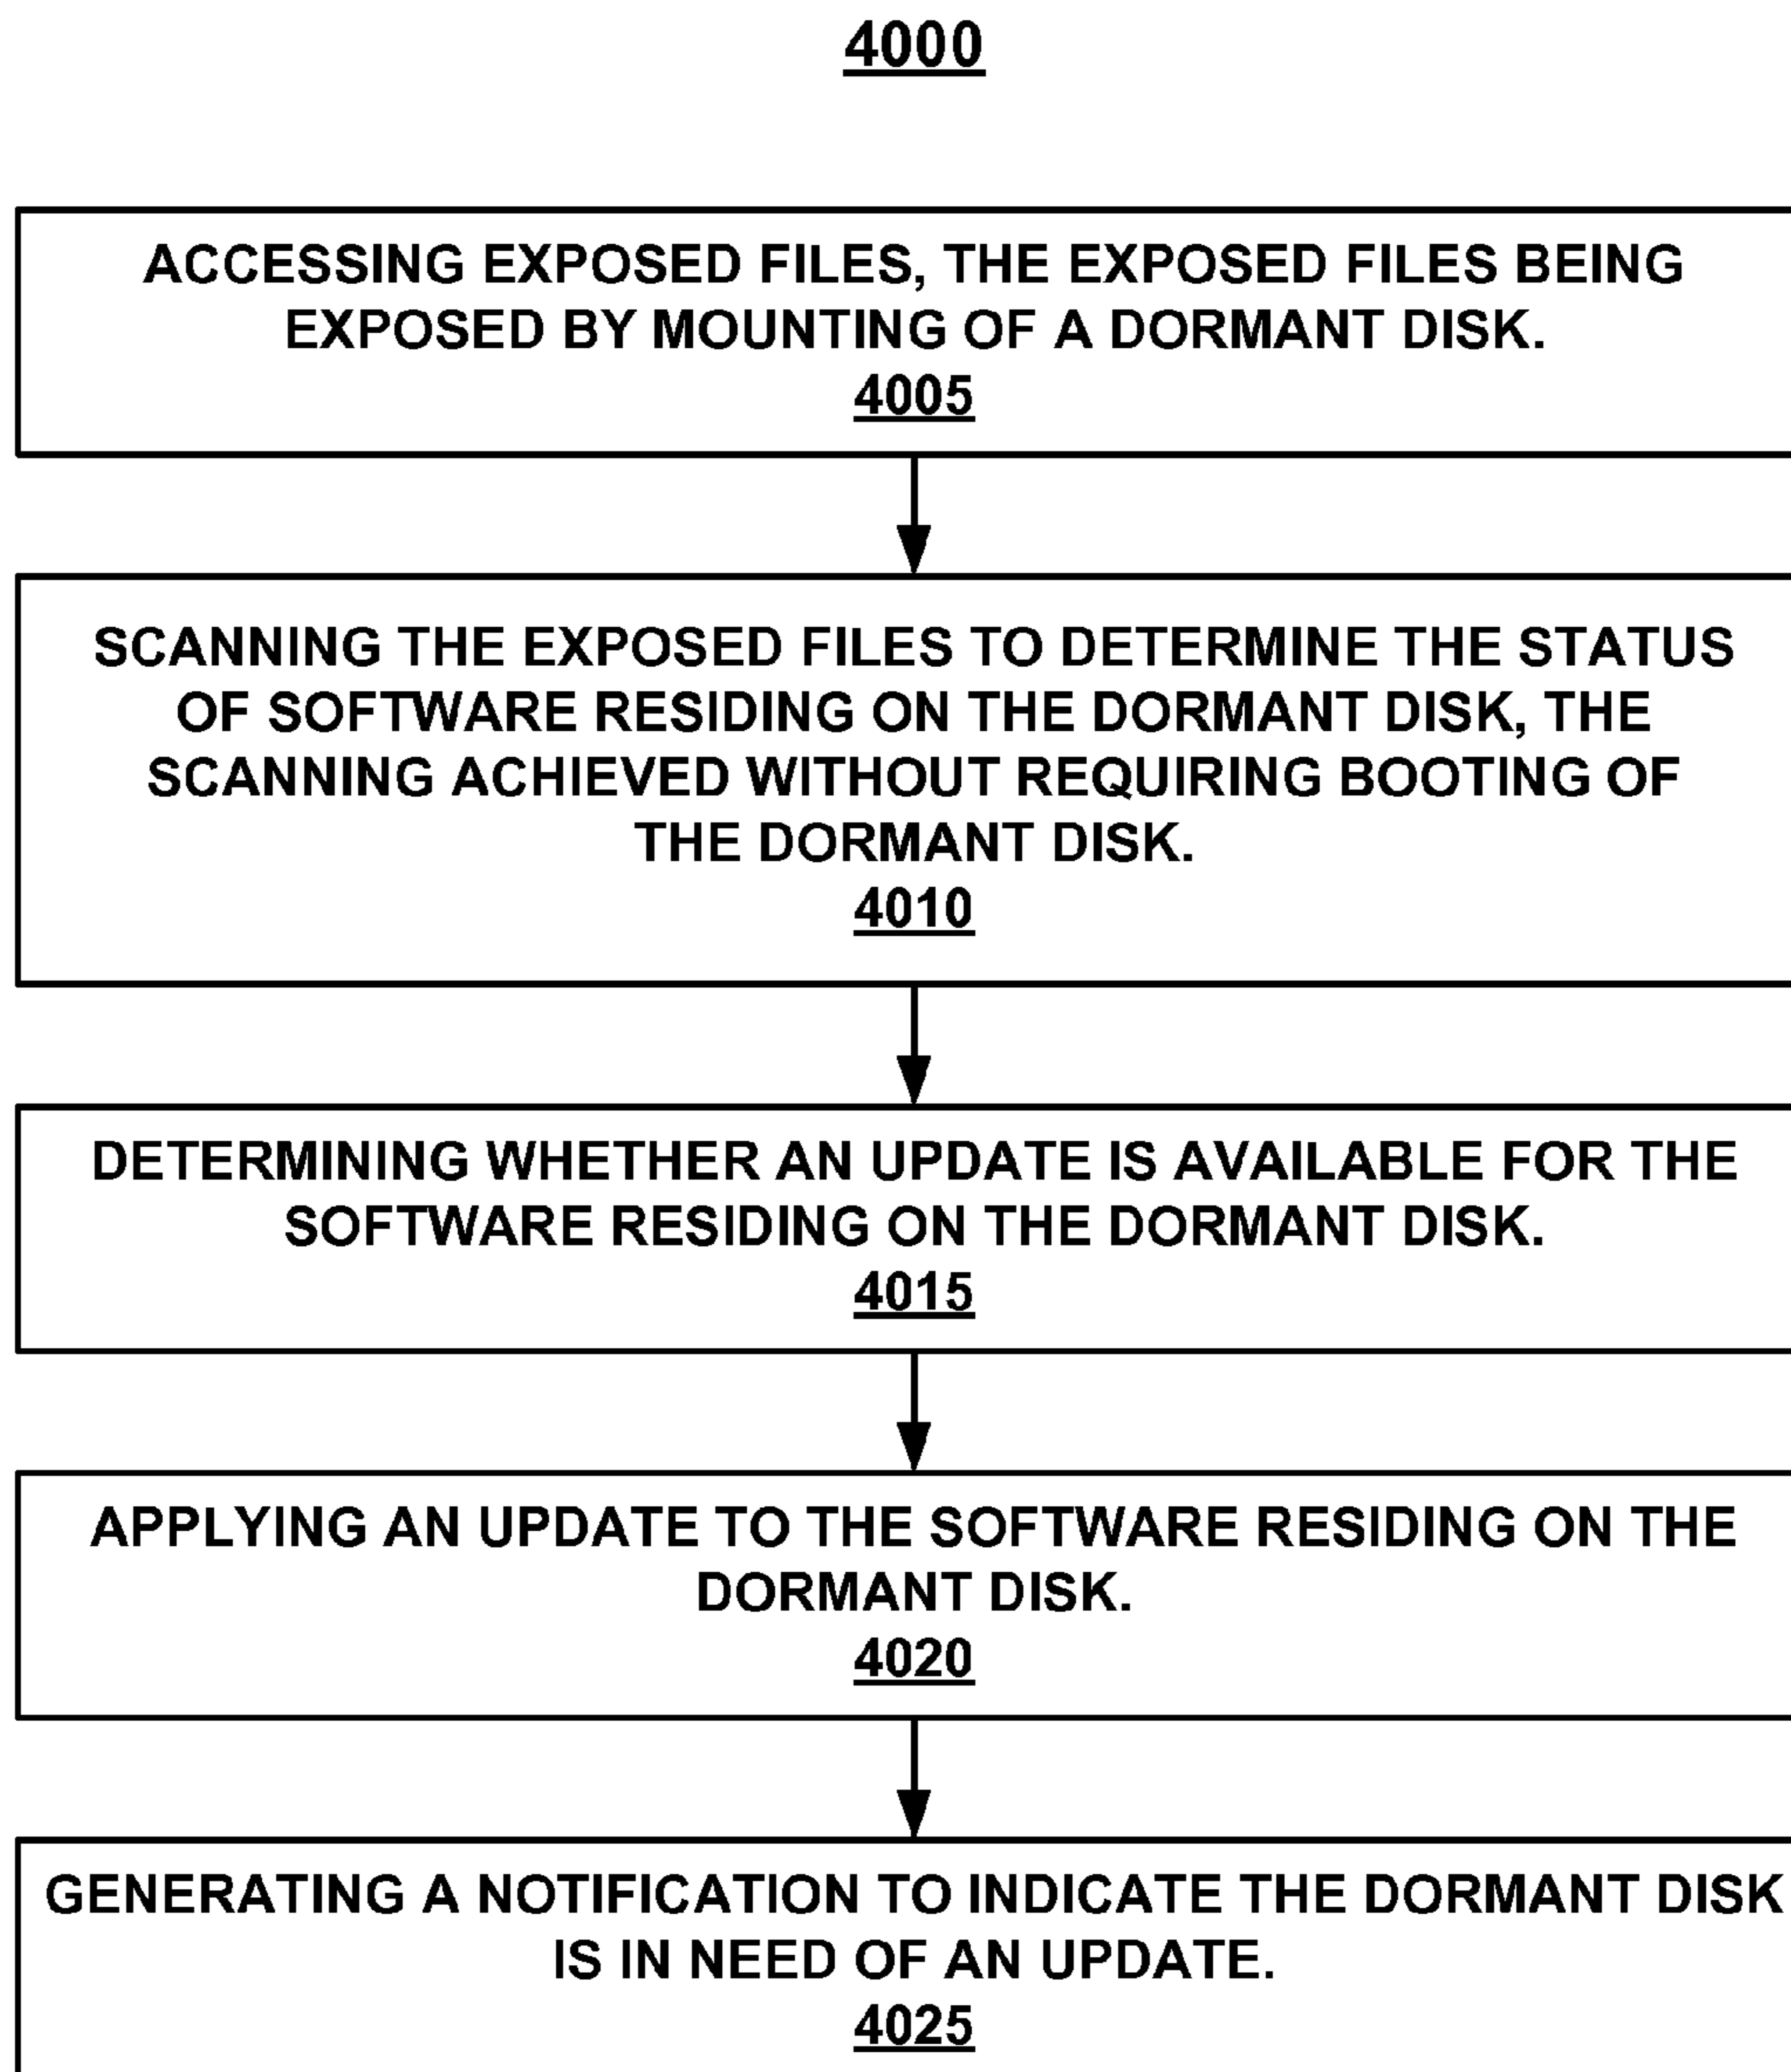 4000
ACCESSING EXPOSED FILES, THE EXPOSED FILES BEING
EXPOSED BY MOUNTING OF A DORMANT DISK.
4005
SCANNING THE EXPOSED FILES TO DETERMINE THE STATUS
OF SOFTWARE RESIDING ON THE DORMANT DISK, THE
SCANNING ACHIEVED WITHOUT REQUIRING BOOTING OF
THE DORMANT DISK.
4010
DETERMINING WHETHER AN UPDATE IS AVAILABLE FOR THE
SOFTWARE RESIDING ON THE DORMANT DISK.
4015
APPLYING AN UPDATE TO THE SOFTWARE RESIDING ON THE
DORMANT DISK.
4020
GENERATING A NOTIFICATION TO INDICATE THE DORMANT DISK
IS IN NEED OF AN UPDATE.
4025